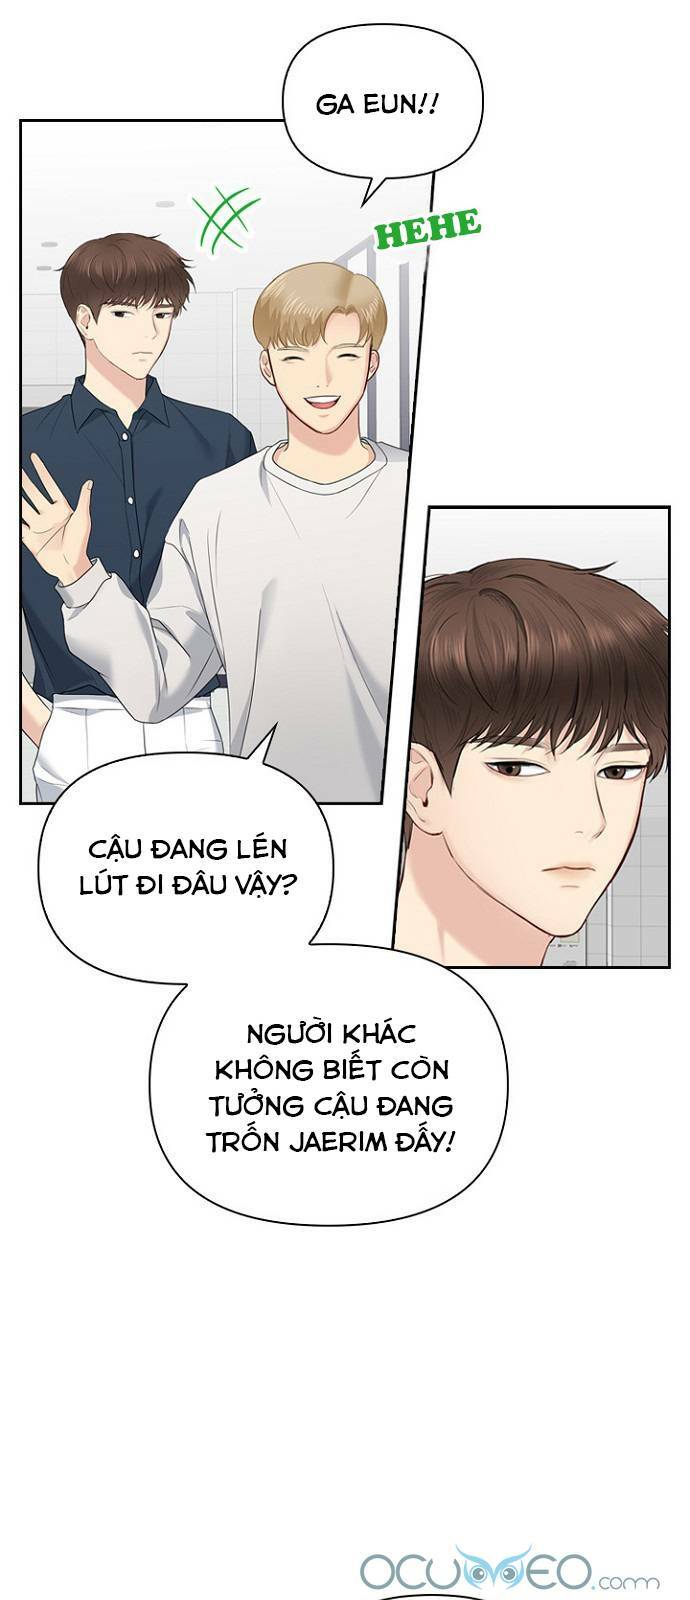 GA EUN!!
HEHE
CẬU ĐANG LÉN
LÚT ĐI ĐÂU VẬY?
NGƯỜI KHÁC
KHÔNG BIẾT CÒN
TƯỞNG CẬU ĐANG
TRỐN JAERIM ĐẤY!
OCUMEO.comm